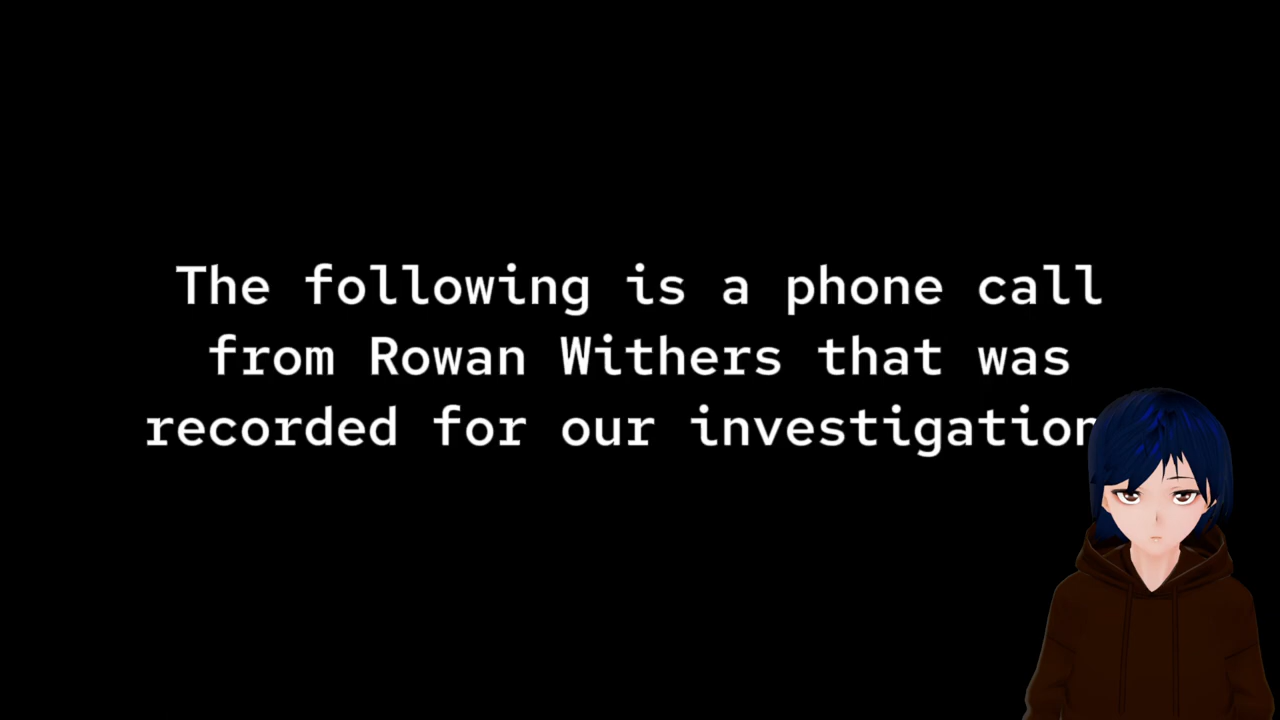 The following is a phone call
from Rowan Withers that was
recorded for our investigation